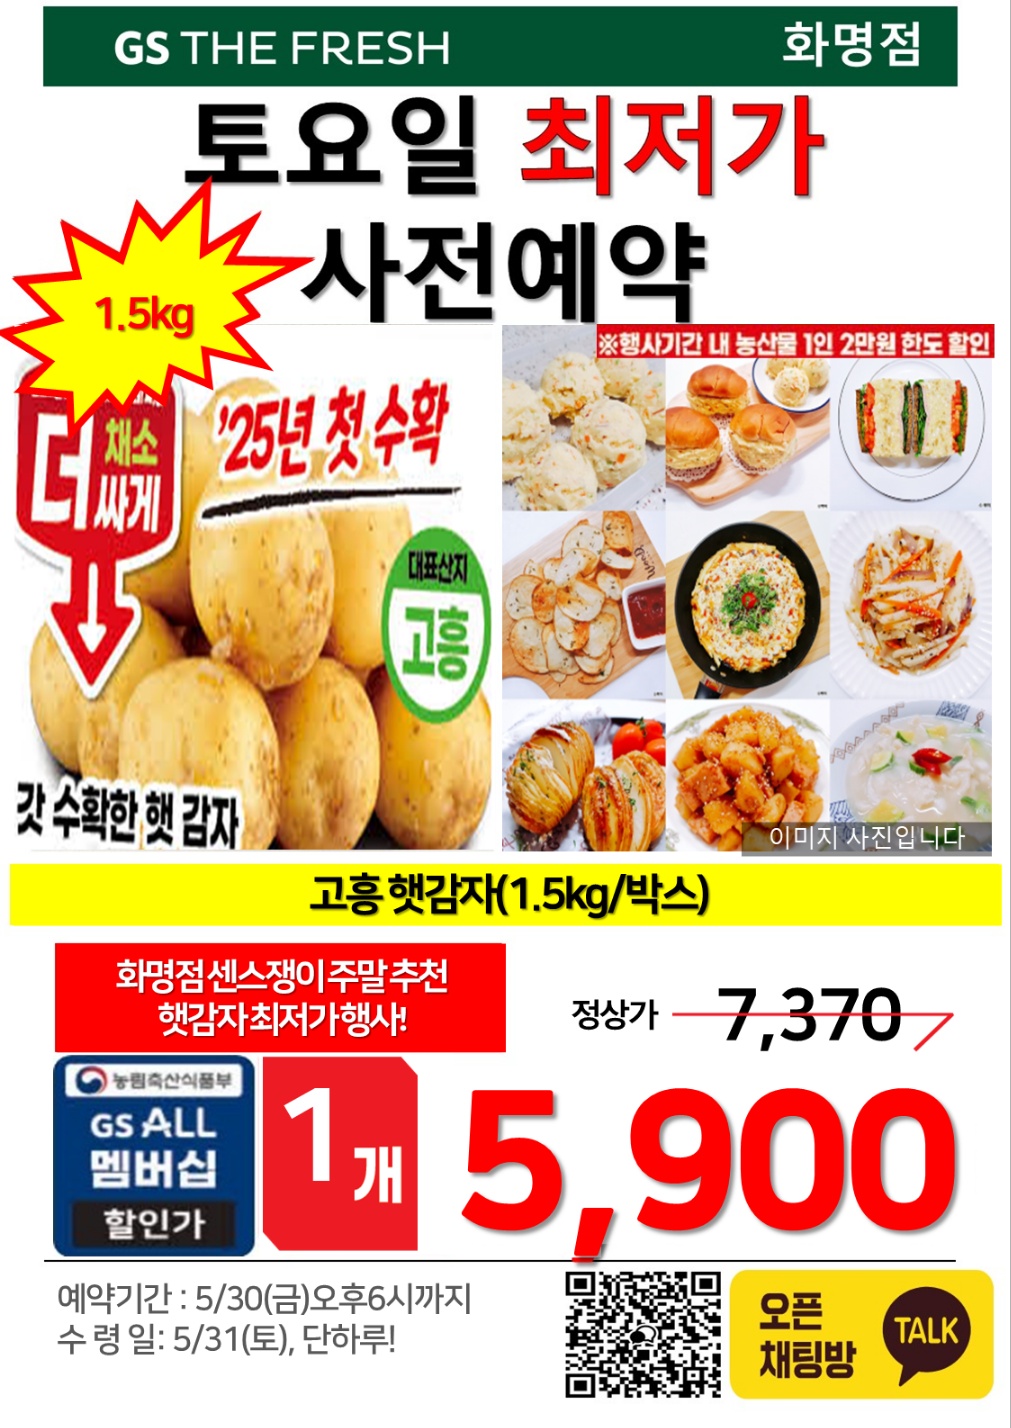 GS THE FRESH 화명점
토요일 최저가
사전예약
1.5kg
※행사기간 내 농산물 1인 2만원 한도 할인
더 채소 싸게
'25년 첫 수확
대표산지
고흥
갓 수확한 햇 감자
이미지 사진입니다
고흥 햇감자(1.5kg/박스)
화명점 센스쟁이 주말 추천
햇감자 최저가 행사!
정상가 7,370
농림축산식품부
GS ALL
멤버십
할인가
1개
5,900
예약기간 : 5/30(금)오후6시까지
수 령 일: 5/31(토), 단하루!
오픈
채팅방
TALK